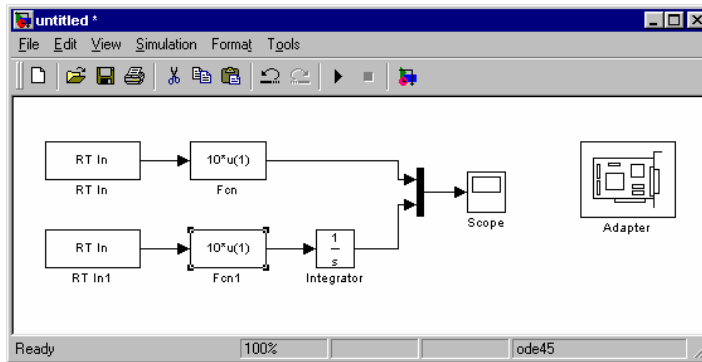 untitled *
File Edit View Simulation Format Tools
RT In
10*u(1)
RT In
Fcn
Scope
Adapter
RT In
10*u(1)
1
s
RT In1
Fcn1
Integrator
Ready 100% ode45